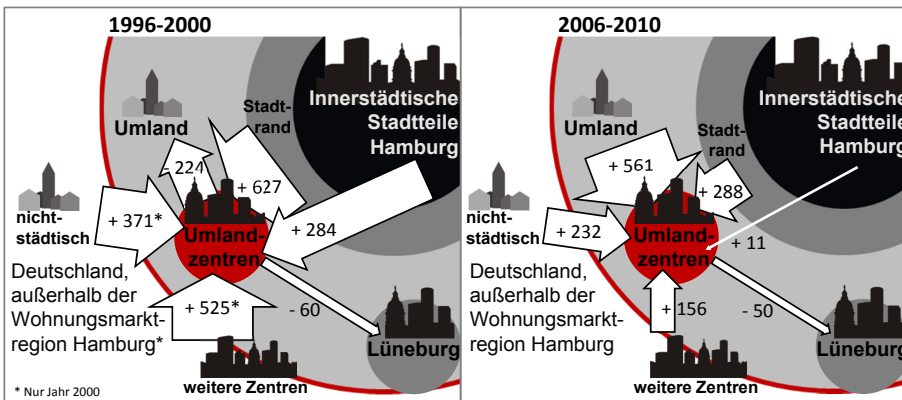 1996-2000
Innerstädtische
Stadtteile
Hamburg
Stadt-
rand
Umland
- 224
+ 627
nicht-
städtisch
+ 371*
Umland-
zentren
+ 284
Deutschland,
außerhalb der
Wohnungsmarkt-
region Hamburg*
+ 525*
- 60
Lüneburg
weitere Zentren
* Nur Jahr 2000
2006-2010
Innerstädtische
Stadtteile
Hamburg
Stadt-
rand
Umland
+ 561
+ 288
nicht-
städtisch
+ 232
Umland-
zentren
+ 11
Deutschland,
außerhalb der
Wohnungsmarkt-
region Hamburg
+ 156
- 50
Lüneburg
weitere Zentren